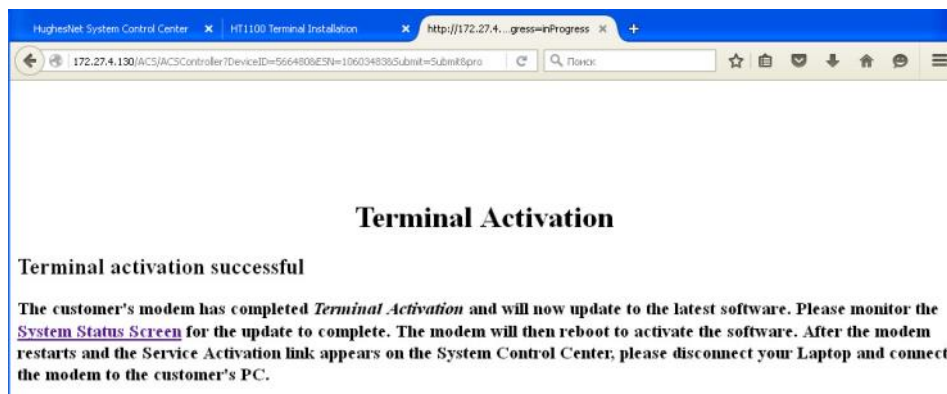 HughesNet System Control Center × HT1100 Terminal Installation × http://172.27.4....gress=inProgress × +
172.27.4.130/ACS/ACSController?DeviceID=566480&ESN=10603483&Submit=Submit&pro Поиск
Terminal Activation
Terminal activation successful
The customer's modem has completed Terminal Activation and will now update to the latest software. Please monitor the
System Status Screen for the update to complete. The modem will then reboot to activate the software. After the modem
restarts and the Service Activation link appears on the System Control Center, please disconnect your Laptop and connect
the modem to the customer's PC.